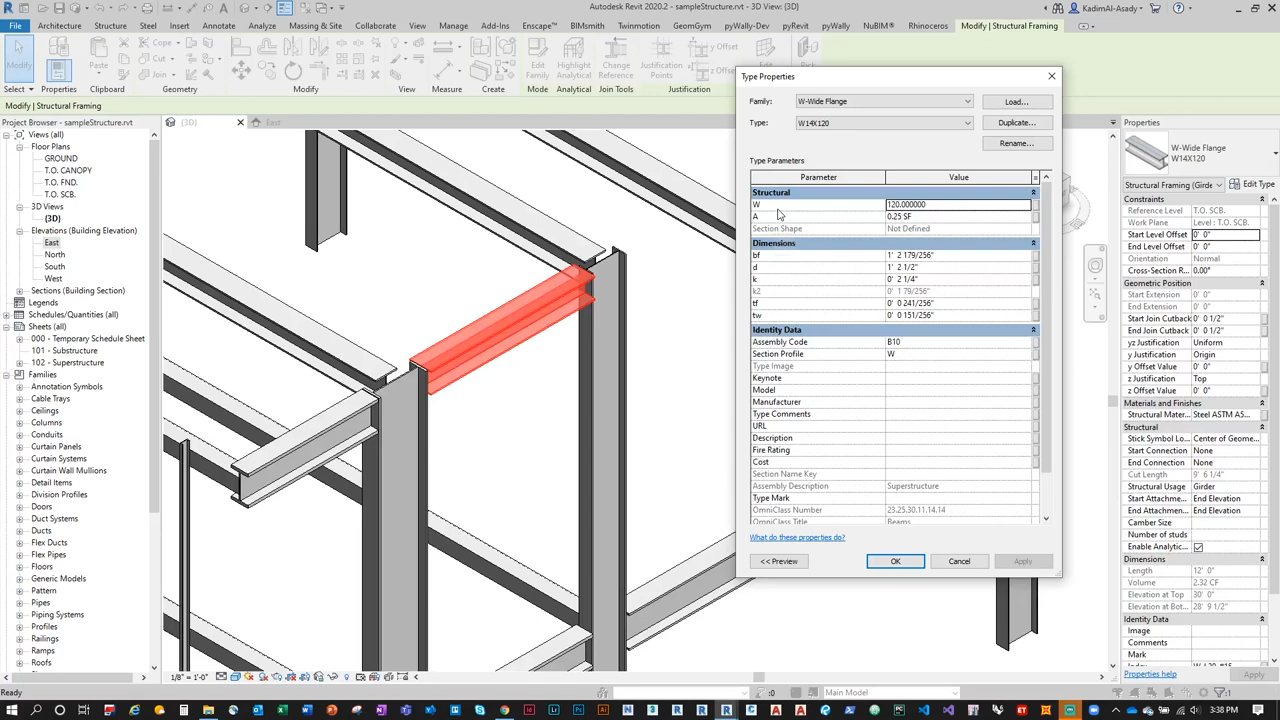 Autodesk Revit 2020.2 - sampleStructure.rvt - 3D View: {3D}
KadimAl-Asady
File Architecture Structure Steel Insert Annotate Analyze Massing & Site Collaborate View Manage Add-Ins Enscape™ BIMsmith Twinmotion GeomGym pyWally-Dev pyRevit pyWally NuBIM™ Rhinoceros Modify | Structural Framing
Modify
Paste
Cope
Cut
Join
Edit Family
Highlight Analytical
Change Reference
Justification Points
y Offset
z Offset
Select Properties Clipboard Geometry Modify View Measure Create Mode Analytical Join Tools Justification
Modify | Structural Framing
Project Browser - sampleStructure.rvt
{3D}
East
Views (all)
Floor Plans
GROUND
T.O. CANOPY
T.O. FND.
T.O. SCB.
3D Views
{3D}
Elevations (Building Elevation)
East
North
South
West
Sections (Building Section)
Legends
Schedules/Quantities (all)
Sheets (all)
000 - Temporary Schedule Sheet
101 - Substructure
102 - Superstructure
Families
Annotation Symbols
Cable Trays
Ceilings
Columns
Conduits
Curtain Panels
Curtain Systems
Curtain Wall Mullions
Detail Items
Division Profiles
Doors
Duct Systems
Ducts
Flex Ducts
Flex Pipes
Floors
Generic Models
Pattern
Pipes
Piping Systems
Railings
Ramps
Roofs
Type Properties
Family: W-Wide Flange Load...
Type: W14X120 Duplicate...
Rename...
Type Parameters
Parameter Value
Structural
W 120.000000
A 0.25 SF
Section Shape Not Defined
Dimensions
bf 1' 2 179/256"
d 1' 2 1/2"
k 0' 2 1/4"
k2 0' 1 79/256"
tf 0' 0 241/256"
tw 0' 0 151/256"
Identity Data
Assembly Code B10
Section Profile W
Type Image
Keynote
Model
Manufacturer
Type Comments
URL
Description
Fire Rating
Cost
Section Name Key
Assembly Description Superstructure
Type Mark
OmniClass Number 23.25.30.11.14.14
OmniClass Title Beams
What do these properties do?
<< Preview OK Cancel Apply
Properties
W-Wide Flange
W14X120
Structural Framing (Girde Edit Type
Constraints
Reference Level T.O. SCB.
Work Plane Level : T.O. SCB.
Start Level Offset 0' 0"
End Level Offset 0' 0"
Orientation Normal
Cross-Section R... 0.00°
Geometric Position
Start Extension 0' 0"
End Extension 0' 0"
Start Join Cutback 0' 0 1/2"
End Join Cutback 0' 0 1/2"
yz Justification Uniform
y Justification Origin
y Offset Value 0' 0"
z Justification Top
z Offset Value 0' 0"
Materials and Finishes
Structural Mater... Steel ASTM A5...
Structural
Stick Symbol Lo... Center of Geome...
Start Connection None
End Connection None
Cut Length 9' 6 1/4"
Structural Usage Girder
Start Attachme... End Elevation
End Attachme... End Elevation
Camber Size
Number of studs
Enable Analytic...
Dimensions
Length 12' 0"
Volume 2.32 CF
Elevation at Top 30' 0"
Elevation at Bot... 28' 9 1/2"
Identity Data
Image
Comments
Mark
Properties help Apply
1/8" = 1'-0"
Ready
:0 Main Model :1
3:38 PM